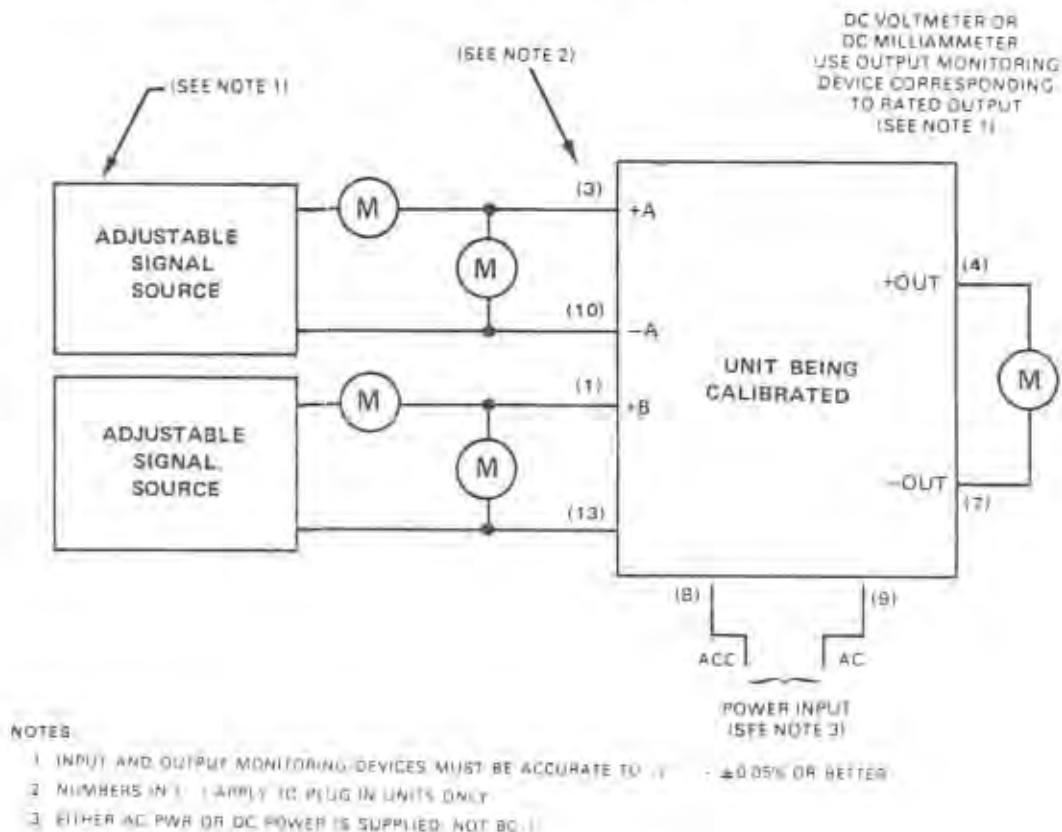 DC VOLTMETER OR
DC MILLIAMMETER
USE OUTPUT MONITORING
DEVICE CORRESPONDING
TO RATED OUTPUT
(SEE NOTE 1)
(SEE NOTE 1)
(SEE NOTE 2)
ADJUSTABLE
SIGNAL
SOURCE
M
M
(3)
+A
(10)
-A
ADJUSTABLE
SIGNAL
SOURCE
M
M
(1)
+B
(13)
UNIT BEING
CALIBRATED
+OUT
(4)
M
-OUT
(7)
(8)
(9)
ACC
AC
POWER INPUT
(SEE NOTE 3)
NOTES
1 INPUT AND OUTPUT MONITORING DEVICES MUST BE ACCURATE TO ±0.05% OR BETTER
2 NUMBERS IN ( ) APPLY TO PLUG IN UNITS ONLY
3 EITHER AC PWR OR DC POWER IS SUPPLIED NOT